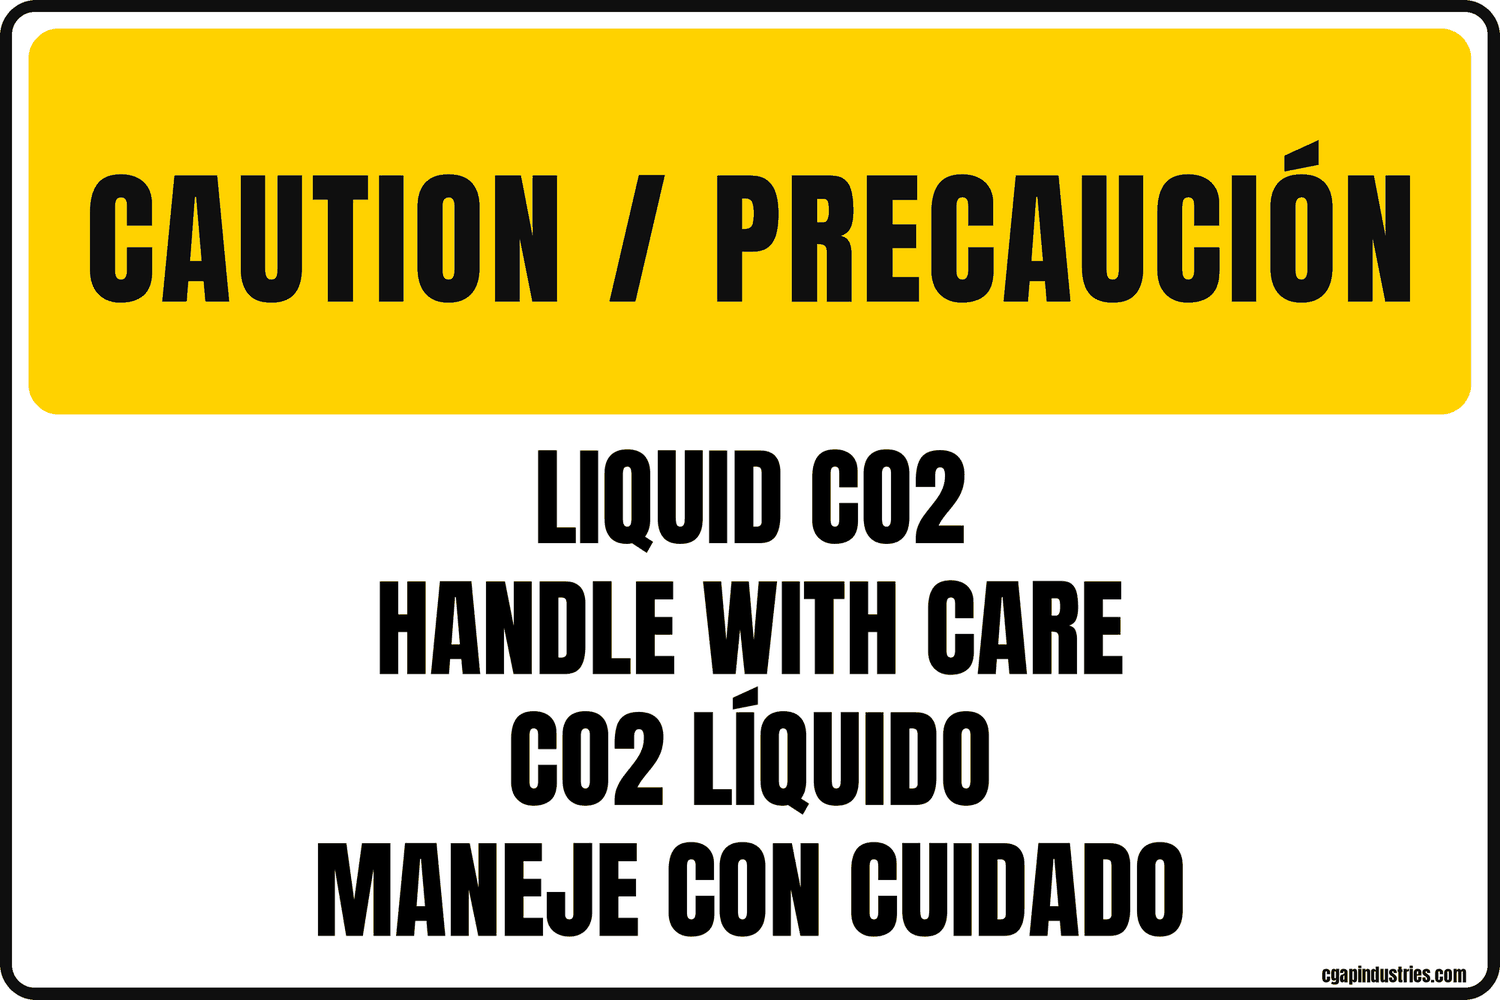 CAUTION / PRECAUCIÓN
LIQUID CO2
HANDLE WITH CARE
CO2 LÍQUIDO
MANEJE CON CUIDADO
cgapindustries.com